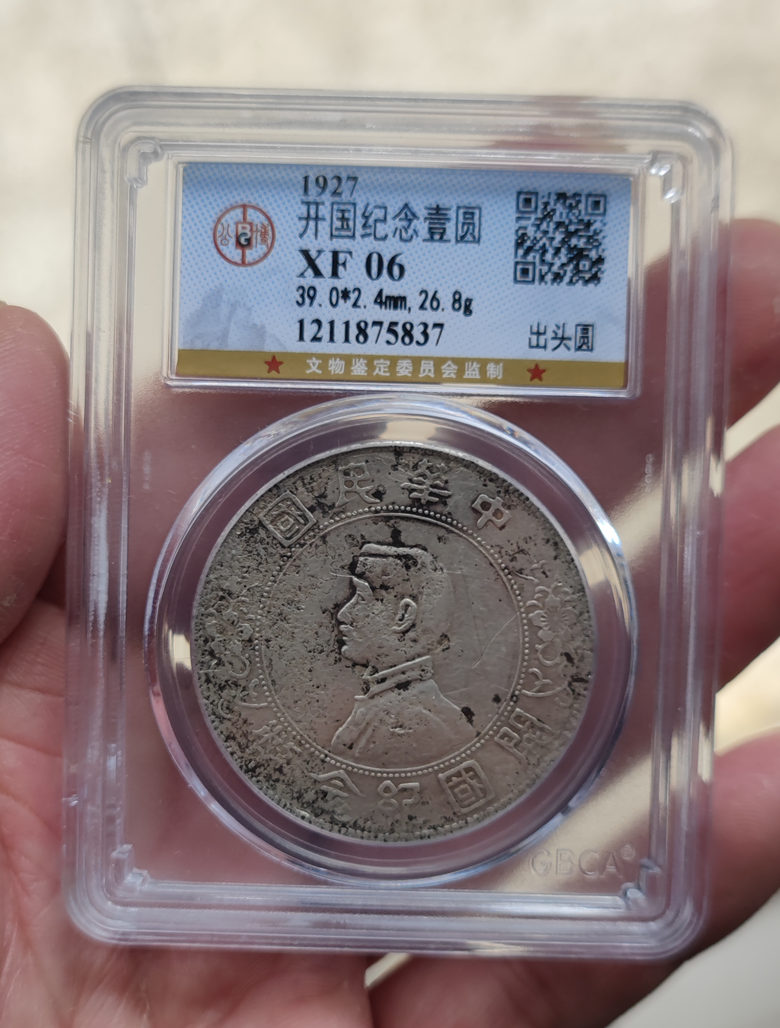 1927
开国纪念壹圆
XF 06
39.0*2.4mm, 26.8g
1211875837
出头圆
公 B G 博
文物鉴定委员会监制
中華民國
開國紀念幣
GBCA®